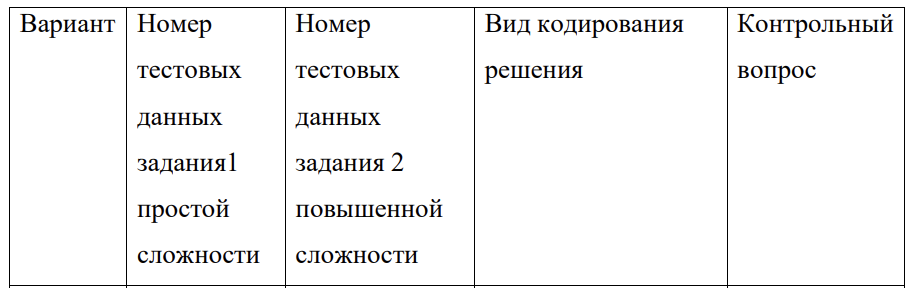 Вариант
Номер
тестовых
данных
задания1
простой
сложности
Номер
тестовых
данных
задания 2
повышенной
сложности
Вид кодирования
решения
Контрольный
вопрос